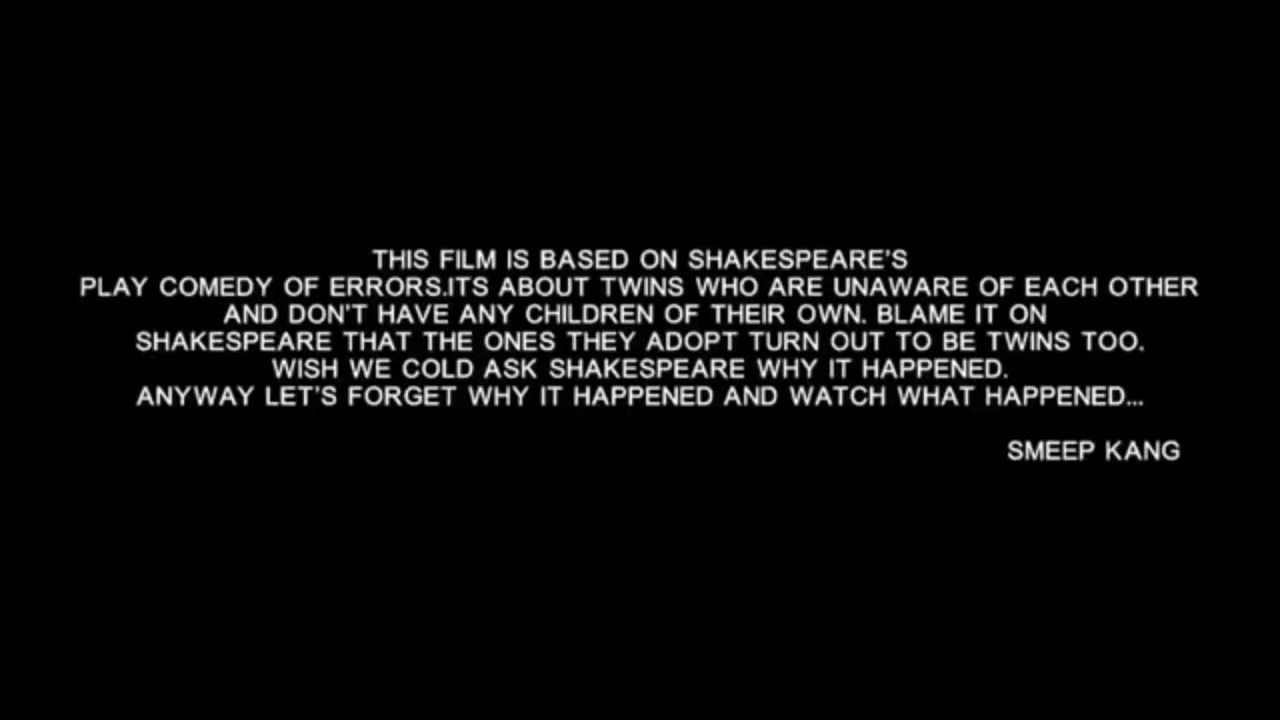 THIS FILM IS BASED ON SHAKESPEARE'S
PLAY COMEDY OF ERRORS.ITS ABOUT TWINS WHO ARE UNAWARE OF EACH OTHER
AND DON'T HAVE ANY CHILDREN OF THEIR OWN. BLAME IT ON
SHAKESPEARE THAT THE ONES THEY ADOPT TURN OUT TO BE TWINS TOO.
WISH WE COLD ASK SHAKESPEARE WHY IT HAPPENED.
ANYWAY LET'S FORGET WHY IT HAPPENED AND WATCH WHAT HAPPENED...
SMEEP KANG